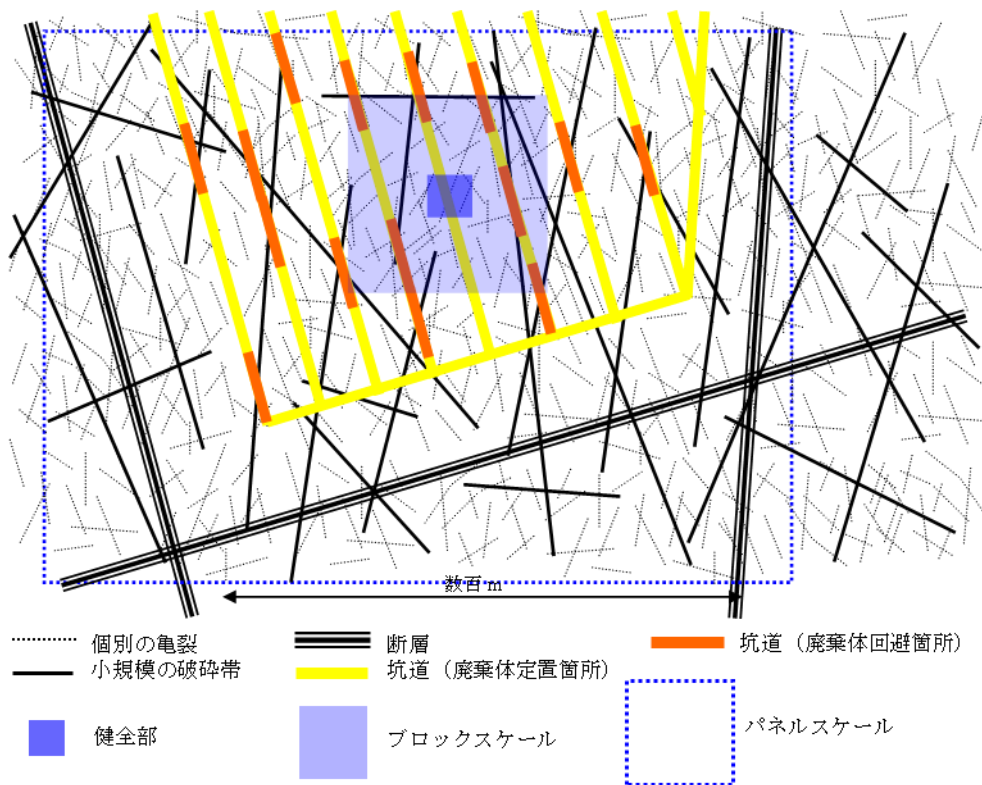 数百 m
個別の亀裂
断層
坑道（廃棄体回避箇所）
小規模の破砕帯
坑道（廃棄体定置箇所）
健全部
ブロックスケール
パネルスケール